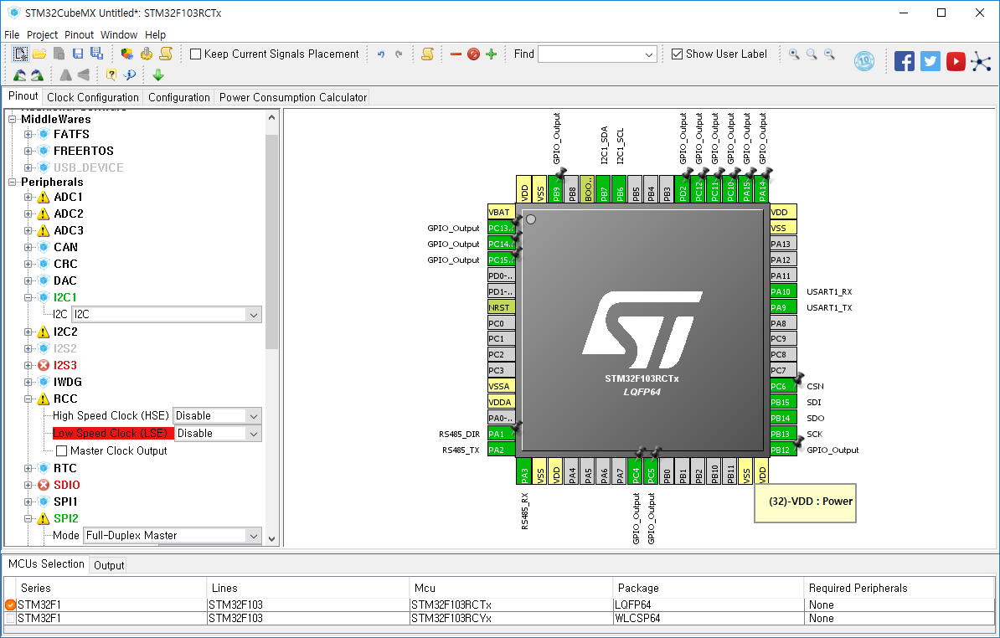 STM32CubeMX Untitled*: STM32F103RCTx
File Project Pinout Window Help
Keep Current Signals Placement
Find
Show User Label
10
Pinout Clock Configuration Configuration Power Consumption Calculator
MiddleWares
FATFS
FREERTOS
USB_DEVICE
Peripherals
ADC1
ADC2
ADC3
CAN
CRC
DAC
I2C1
I2C I2C
I2C2
I2S2
I2S3
IWDG
RCC
High Speed Clock (HSE) Disable
Low Speed Clock (LSE) Disable
Master Clock Output
RTC
SDIO
SPI1
SPI2
Mode Full-Duplex Master
GPIO_Output
I2C1_SDA
I2C1_SCL
GPIO_Output
GPIO_Output
GPIO_Output
GPIO_Output
GPIO_Output
GPIO_Output
VDD
VSS
PB9
PB8
BOO..
PB7
PB6
PB5
PB4
PB3
PD2
PC12
PC11
PC10
PA15
PA14
VBAT
GPIO_Output PC13..
GPIO_Output PC14..
GPIO_Output PC15..
PD0-..
PD1-..
NRST
PC0
PC1
PC2
PC3
VSSA
VDDA
PA0-..
RS485_DIR PA1
RS485_TX PA2
ST
STM32F103RCTx
LQFP64
VDD
VSS
PA13
PA12
PA11
PA10 USART1_RX
PA9 USART1_TX
PA8
PC9
PC8
PC7
PC6 CSN
PB15 SDI
PB14 SDO
PB13 SCK
PB12 GPIO_Output
PA3
VSS
VDD
PA4
PA5
PA6
PA7
PC4
PC5
PB0
PB1
PB2
PB10
PB11
VSS
VDD
RS485_RX
GPIO_Output
GPIO_Output
(32)-VDD : Power
MCUs Selection Output
Series Lines Mcu Package Required Peripherals
STM32F1 STM32F103 STM32F103RCTx LQFP64 None
STM32F1 STM32F103 STM32F103RCYx WLCSP64 None